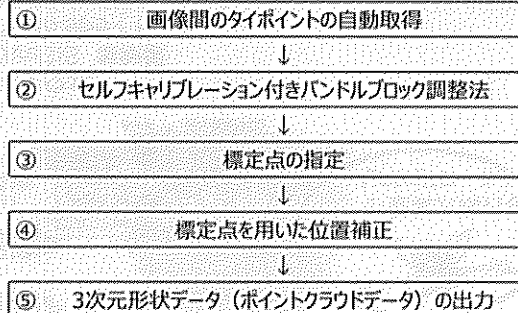 ① 画像間のタイポイントの自動取得
↓
② セルフキャリブレーション付きバンドルブロック調整法
↓
③ 標定点の指定
↓
④ 標定点を用いた位置補正
↓
⑤ 3次元形状データ（ポイントクラウドデータ）の出力